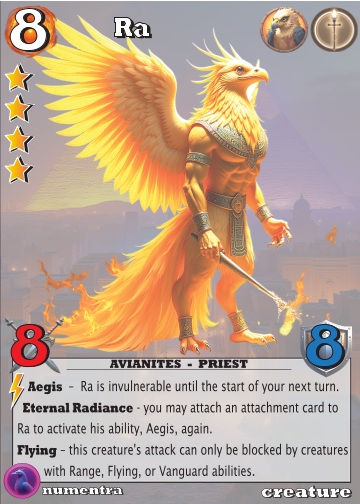 8 Ra
8 8
AVIANITES - PRIEST
Aegis - Ra is invulnerable until the start of your next turn.
Eternal Radiance - you may attach an attachment card to
Ra to activate his ability, Aegis, again.
Flying - this creature's attack can only be blocked by creatures
with Range, Flying, or Vanguard abilities.
numentra creature